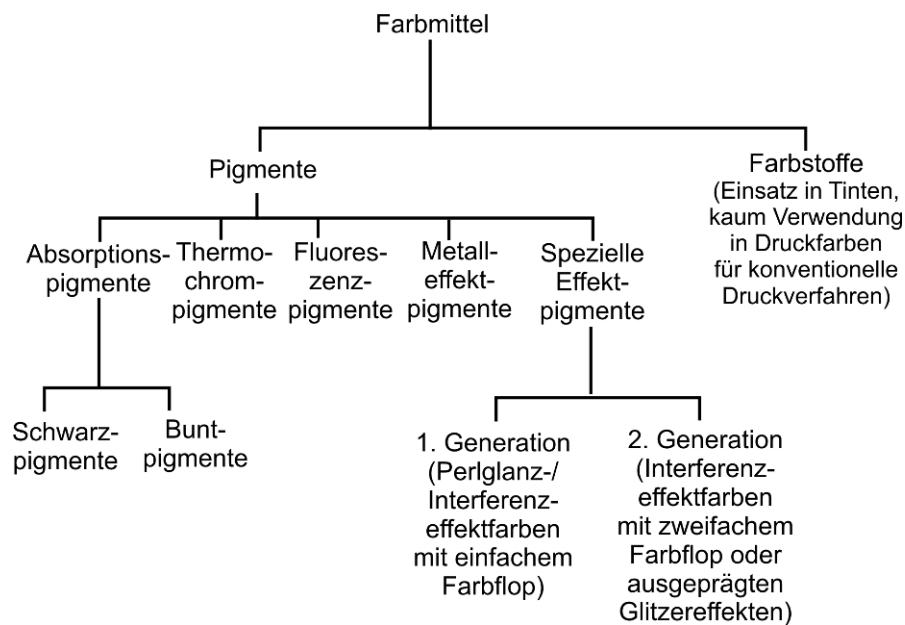 Farbmittel
Pigmente
Farbstoffe
(Einsatz in Tinten,
kaum Verwendung
in Druckfarben
für konventionelle
Druckverfahren)
Absorptions-
pigmente
Thermo-
chrom-
pigmente
Fluores-
zenz-
pigmente
Metall-
effekt-
pigmente
Spezielle
Effekt-
pigmente
Schwarz-
pigmente
Bunt-
pigmente
1. Generation
(Perlglanz-/
Interferenz-
effektfarben
mit einfachem
Farbflop)
2. Generation
(Interferenz-
effektfarben
mit zweifachem
Farbflop oder
ausgeprägten
Glitzereffekten)